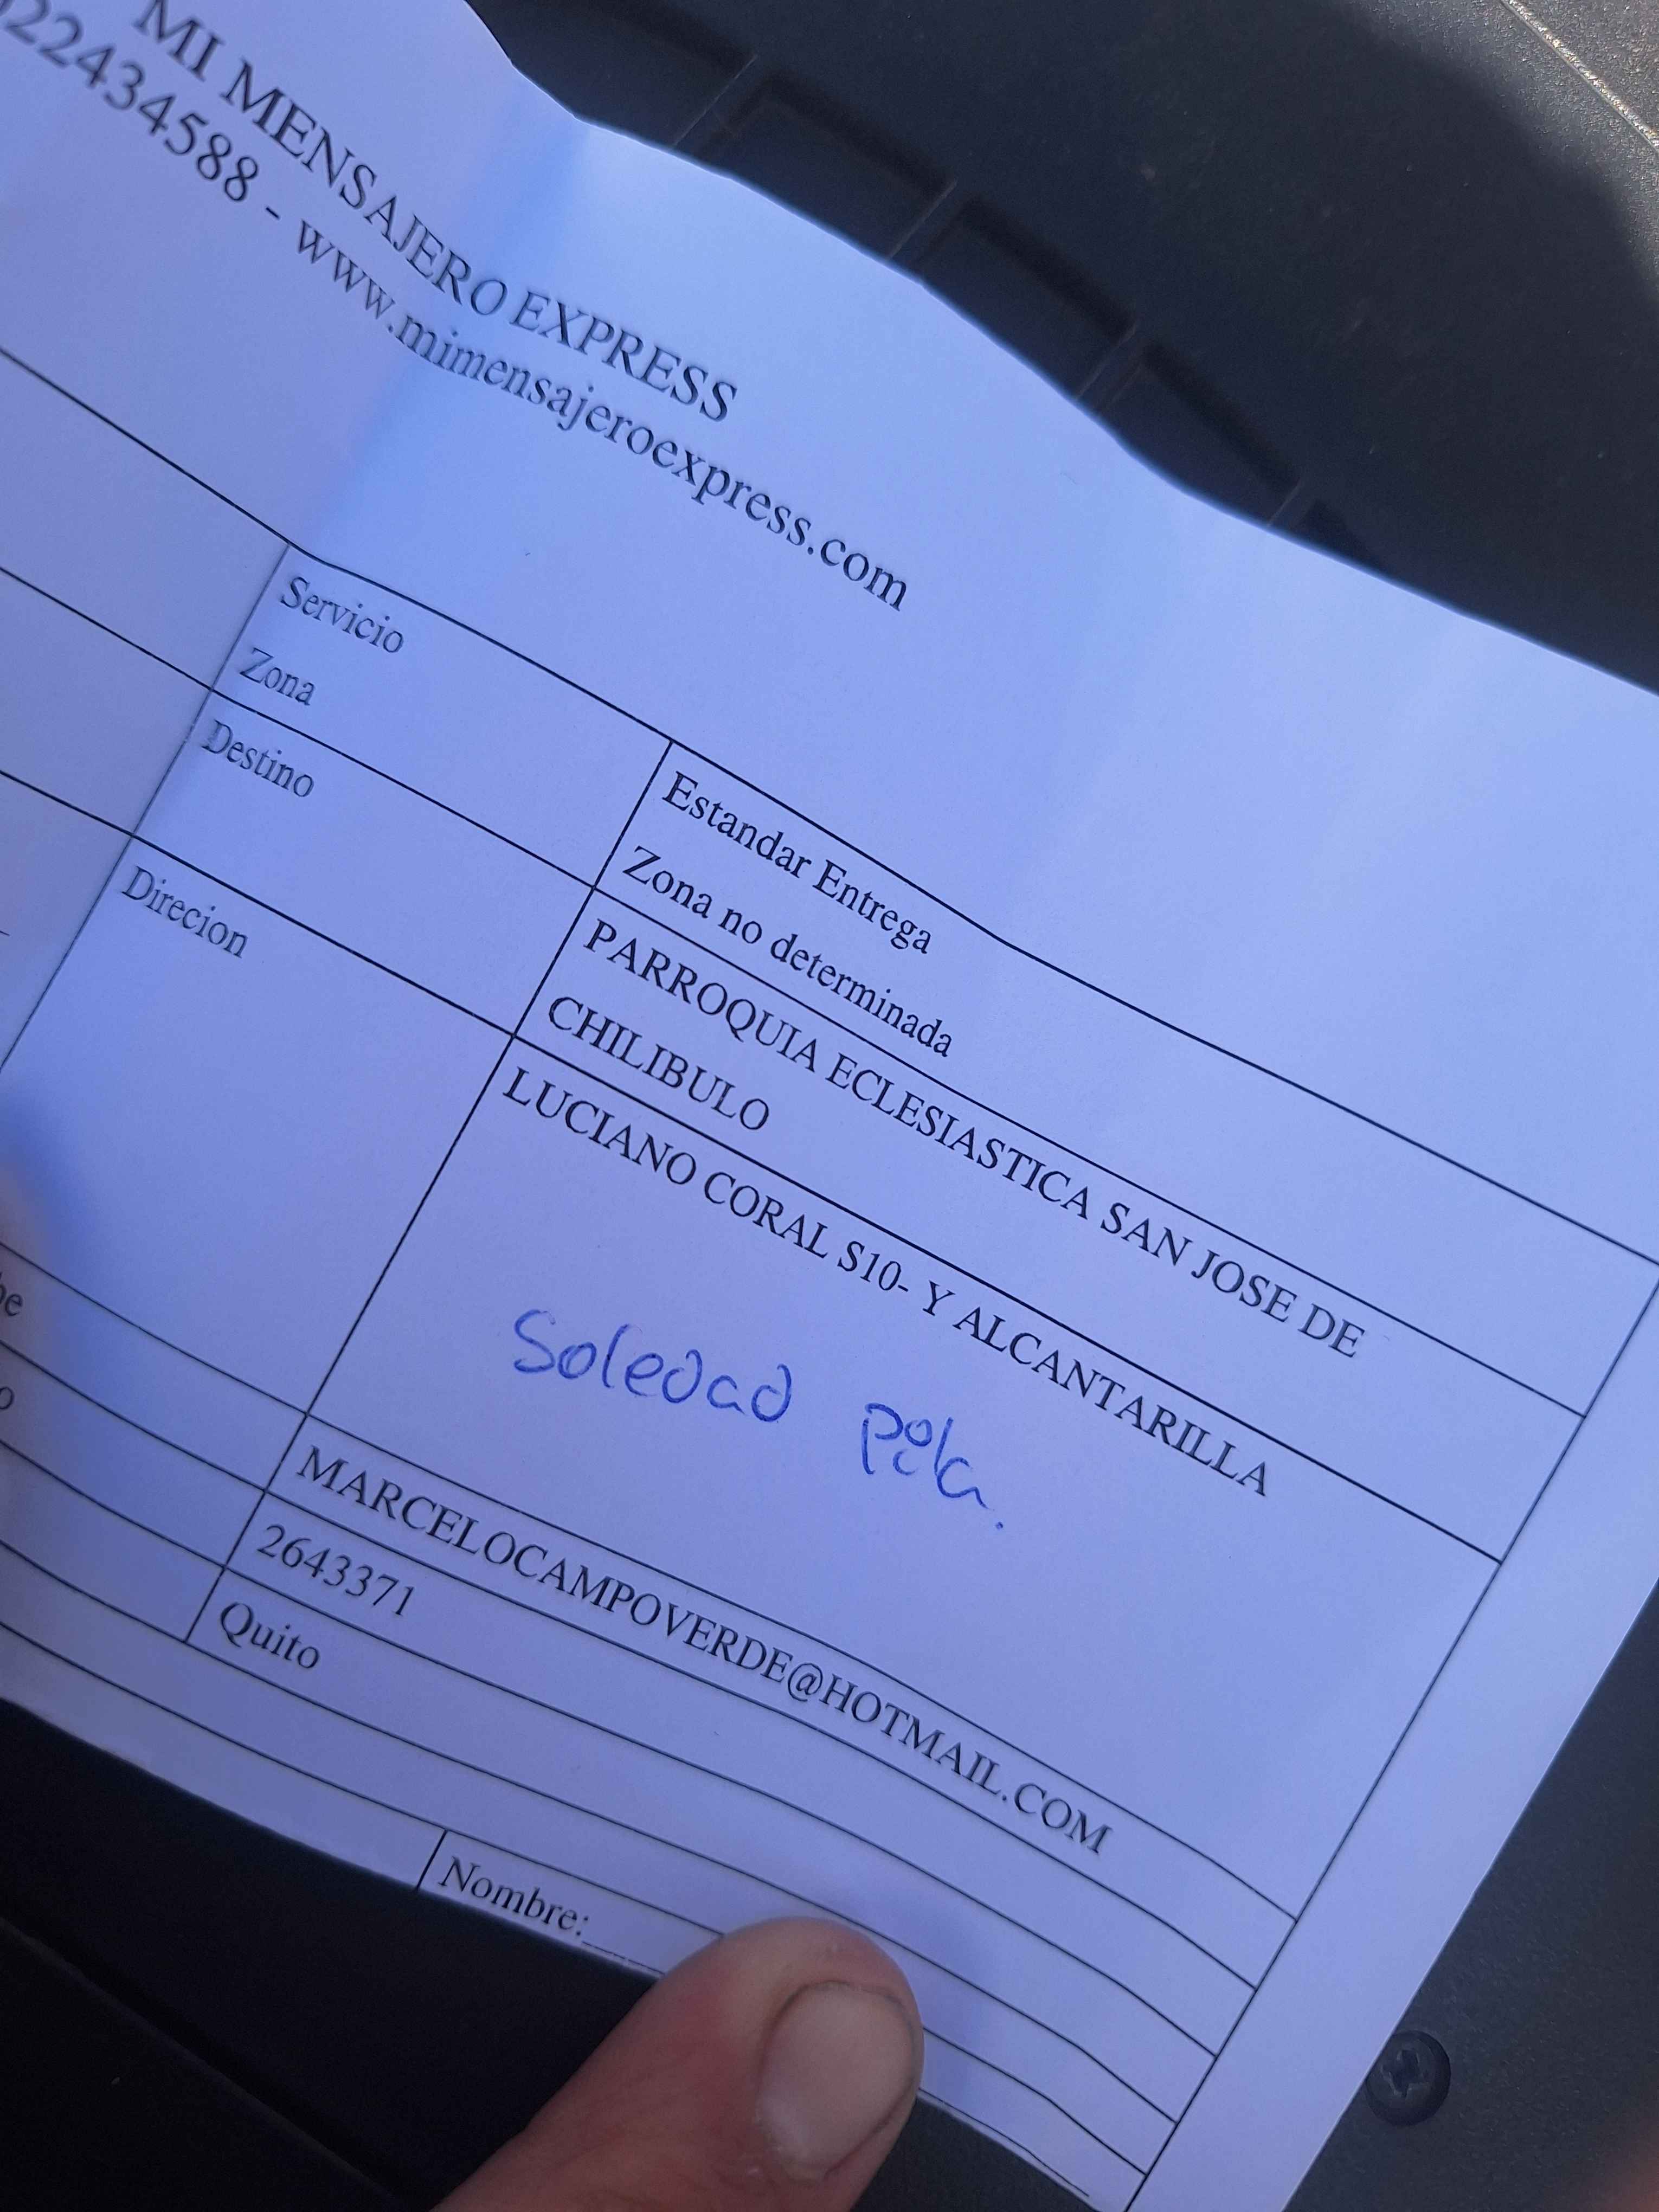 MI MENSAJERO EXPRESS
022434588 - www.mimensajeroexpress.com
Servicio Estandar Entrega
Zona Zona no determinada
Destino PARROQUIA ECLESIASTICA SAN JOSE DE
CHILIBULO
Direcion LUCIANO CORAL S10- Y ALCANTARILLA
Soledad
MARCELOCAMPOVERDE@HOTMAIL.COM
2643371
Quito
Nombre: